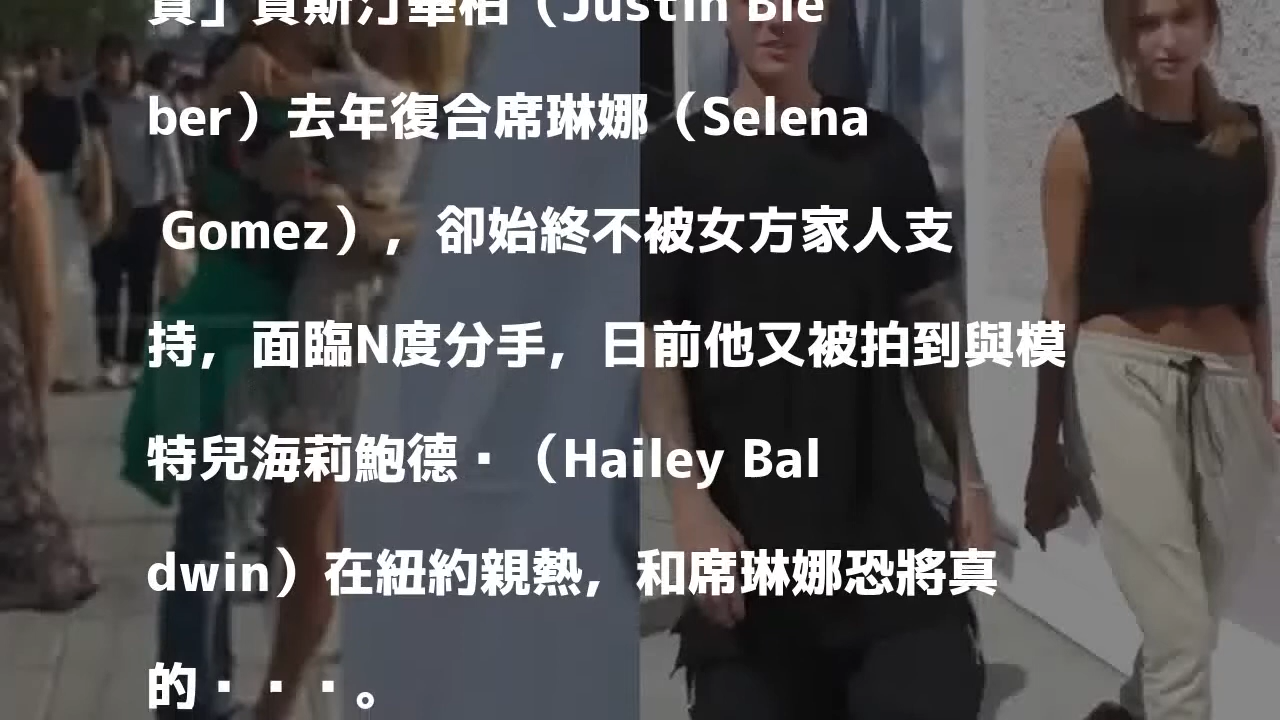 」賈斯汀畢柏（Justin Bie
ber）去年復合席琳娜（Selena
Gomez），卻始終不被女方家人支
持，面臨N度分手，日前他又被拍到與模
特兒海莉鮑德·（Hailey Bal
dwin）在紐約親熱，和席琳娜恐將真
的···。